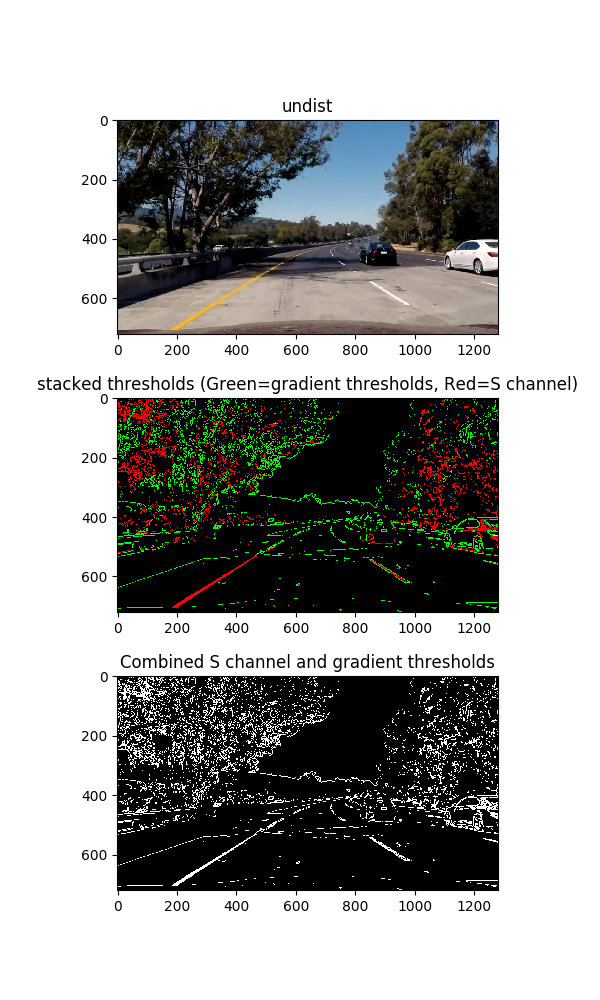 undist
0
200
400
600
0 200 400 600 800 1000 1200
stacked thresholds (Green=gradient thresholds, Red=S channel)
0
200
400
600
0 200 400 600 800 1000 1200
Combined S channel and gradient thresholds
0
200
400
600
0 200 400 600 800 1000 1200